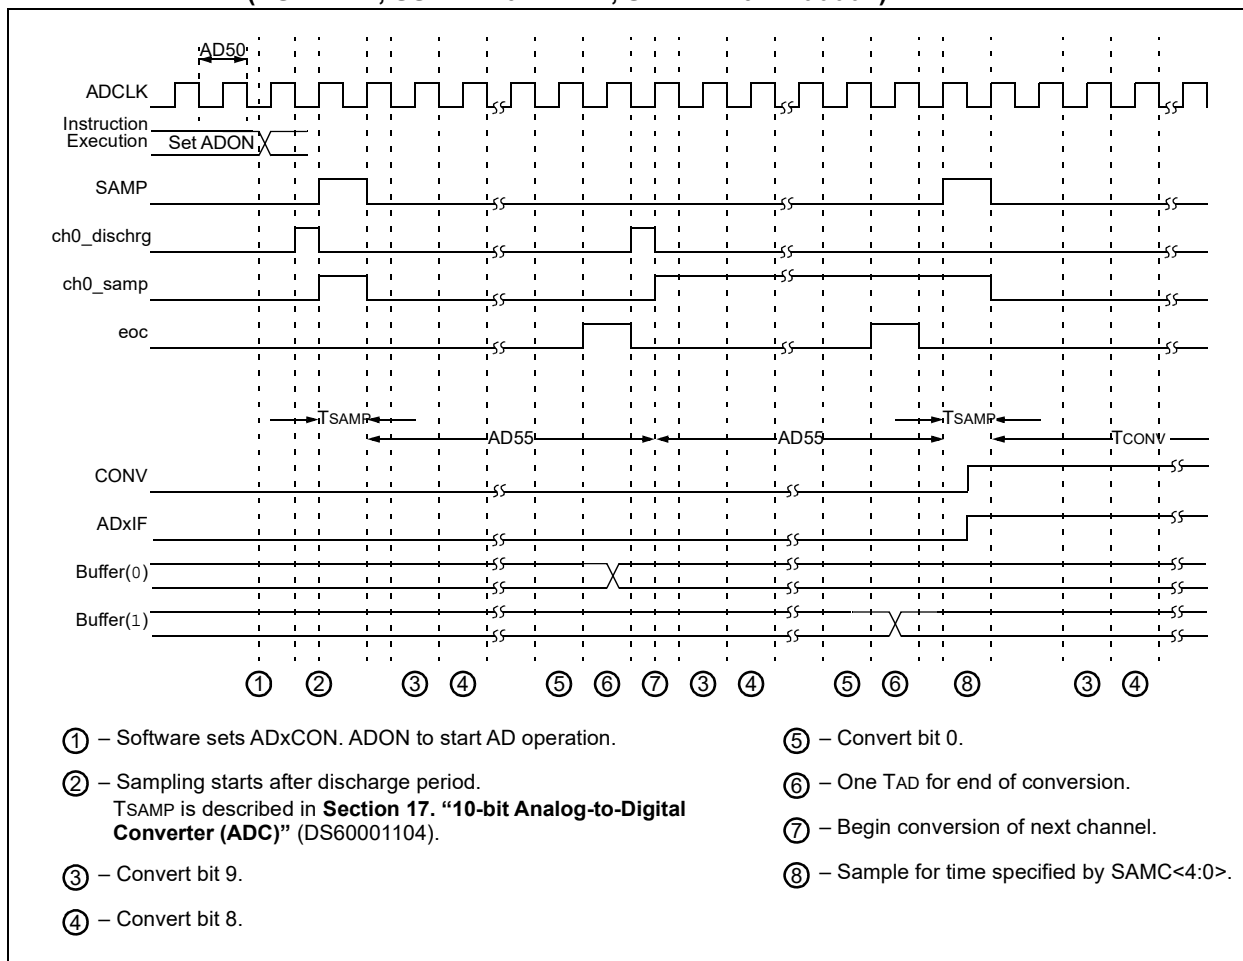 AD50
ADCLK
Instruction
Execution Set ADON
SAMP
ch0_dischrg
ch0_samp
eoc
TSAMP TSAMP
AD55 AD55 TCONV
CONV
ADxIF
Buffer(0)
Buffer(1)
1 2 3 4 5 6 7 3 4 5 6 8 3 4
1 – Software sets ADxCON. ADON to start AD operation.
2 – Sampling starts after discharge period.
TSAMP is described in Section 17. “10-bit Analog-to-Digital
Converter (ADC)” (DS60001104).
3 – Convert bit 9.
4 – Convert bit 8.
5 – Convert bit 0.
6 – One TAD for end of conversion.
7 – Begin conversion of next channel.
8 – Sample for time specified by SAMC<4:0>.